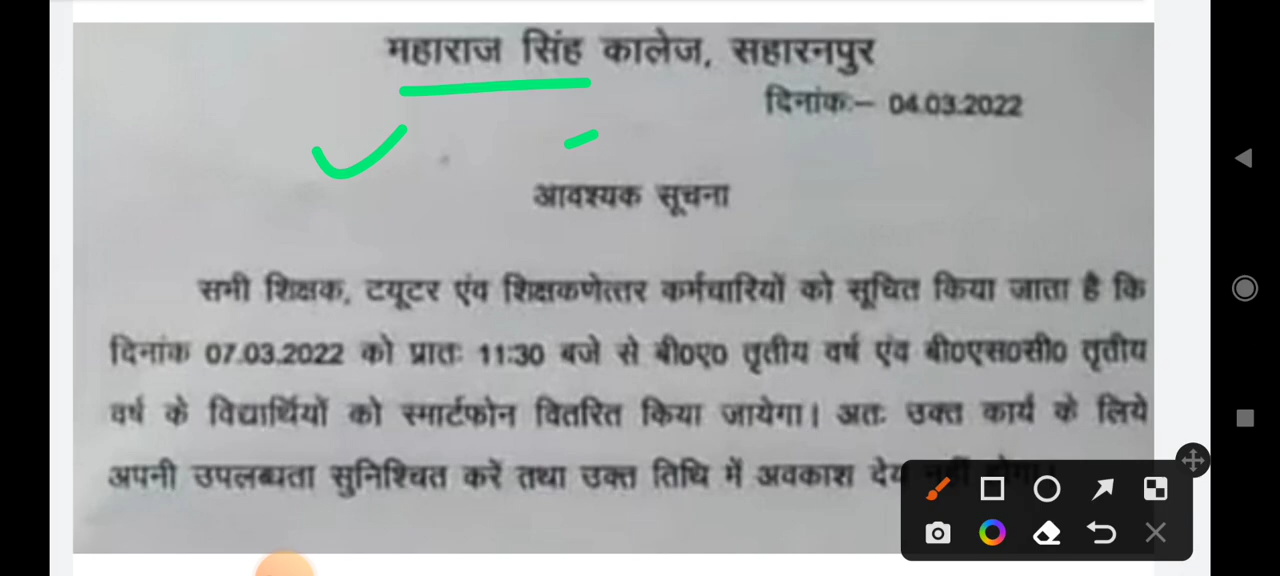 महाराज सिंह कालेज, सहारनपुर
दिनांकः– 04.03.2022
आवश्यक सूचना
सभी शिक्षक, टयूटर एंव शिक्षकणेत्तर कर्मचारियों को सूचित किया जाता है कि
दिनांक 07.03.2022 को प्रातः 11:30 बजे से बी0ए0 तृतीय वर्ष एंव बी0एस0सी0 तृतीय
वर्ष के विद्यार्थियों को स्मार्टफोन वितरित किया जायेगा। अतः उक्त कार्य के लिये
अपनी उपलब्धता सुनिश्चित करें तथा उक्त तिथि में अवकाश देय नहीं होगा।